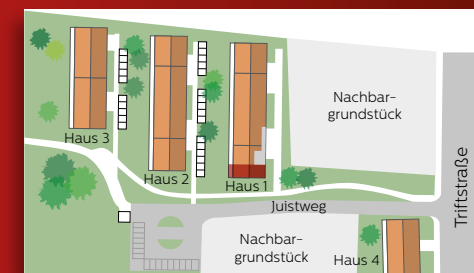 Nachbar-
grundstück
Haus 3
Haus 2
Haus 1
Triftstraße
Juistweg
Nachbar-
grundstück
Haus 4